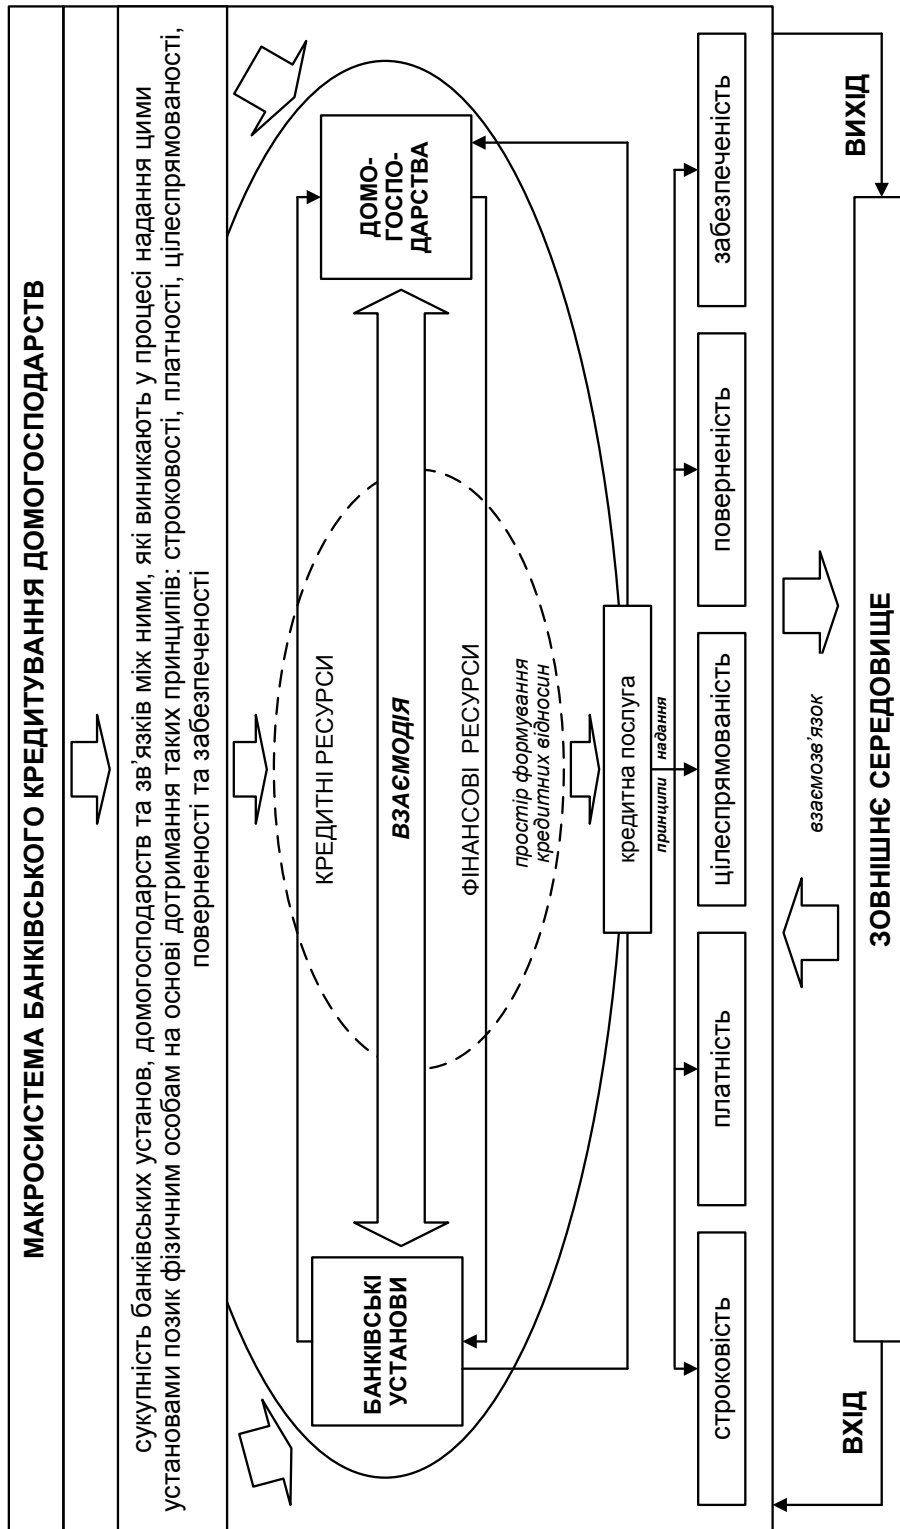 МАКРОСИСТЕМА БАНКІВСЬКОГО КРЕДИТУВАННЯ ДОМОГОСПОДАРСТВ
сукупність банківських установ, домогосподарств та зв'язків між ними, які виникають у процесі надання цими
установами позик фізичним особам на основі дотримання таких принципів: строковості, платності, цілеспрямованості,
поверненості та забезпеченості
БАНКІВСЬКІ
УСТАНОВИ
КРЕДИТНІ РЕСУРСИ
ВЗАЄМОДІЯ
ФІНАНСОВІ РЕСУРСИ
простір формування
кредитних відносин
ДОМО-
ГОСПО-
ДАРСТВА
кредитна послуга
принципи надання
строковість
платність
цілеспрямованість
поверненість
забезпеченість
ВХІД
взаємозв'язок
ВИХІД
ЗОВНІШНЄ СЕРЕДОВИЩЕ